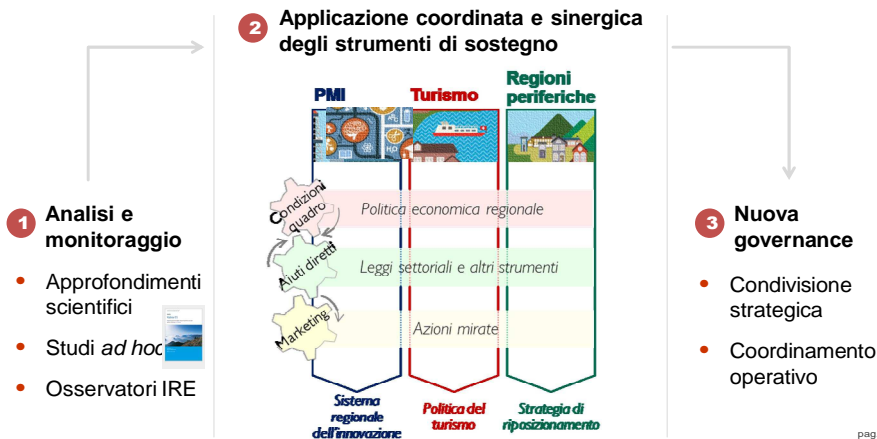 1
Analisi e
monitoraggio
• Approfondimenti
scientifici
• Studi ad hoc
• Osservatori IRE
2
Applicazione coordinata e sinergica
degli strumenti di sostegno
PMI
Turismo
Regioni
periferiche
Condizioni
quadro
Politica economica regionale
Aiuti diretti
Leggi settoriali e altri strumenti
Marketing
Azioni mirate
Sistema
regionale
dell'innovazione
Politica del
turismo
Strategia di
riposizionamento
3
Nuova
governance
• Condivisione
strategica
• Coordinamento
operativo
pag